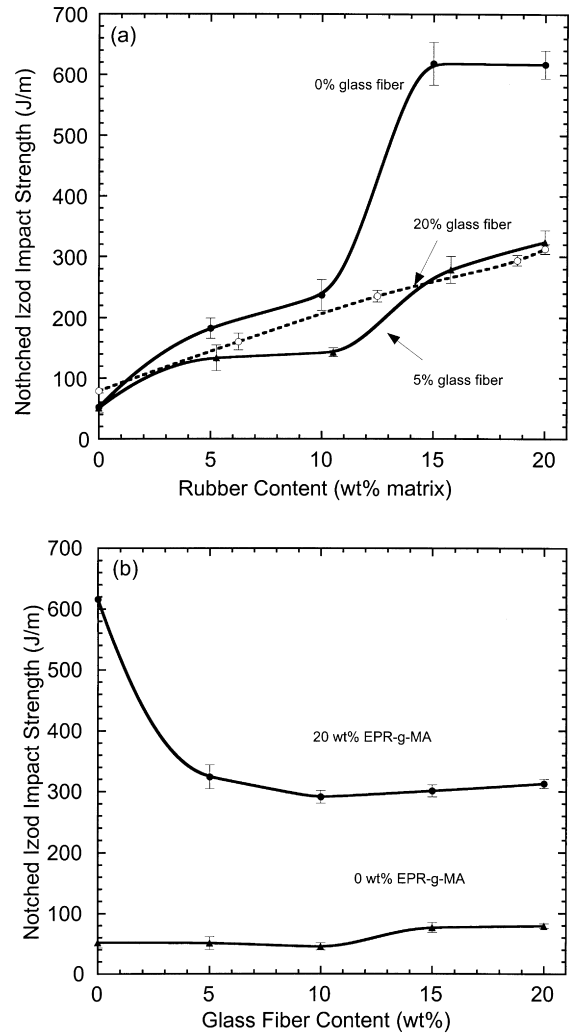 (a)
700
600
500
400
300
200
100
0
Nothched Izod Impact Strength (J/m)
0% glass fiber
20% glass fiber
5% glass fiber
0 5 10 15 20
Rubber Content (wt% matrix)
(b)
700
600
500
400
300
200
100
0
Notched Izod Impact Strength (J/m)
20 wt% EPR-g-MA
0 wt% EPR-g-MA
0 5 10 15 20
Glass Fiber Content (wt%)